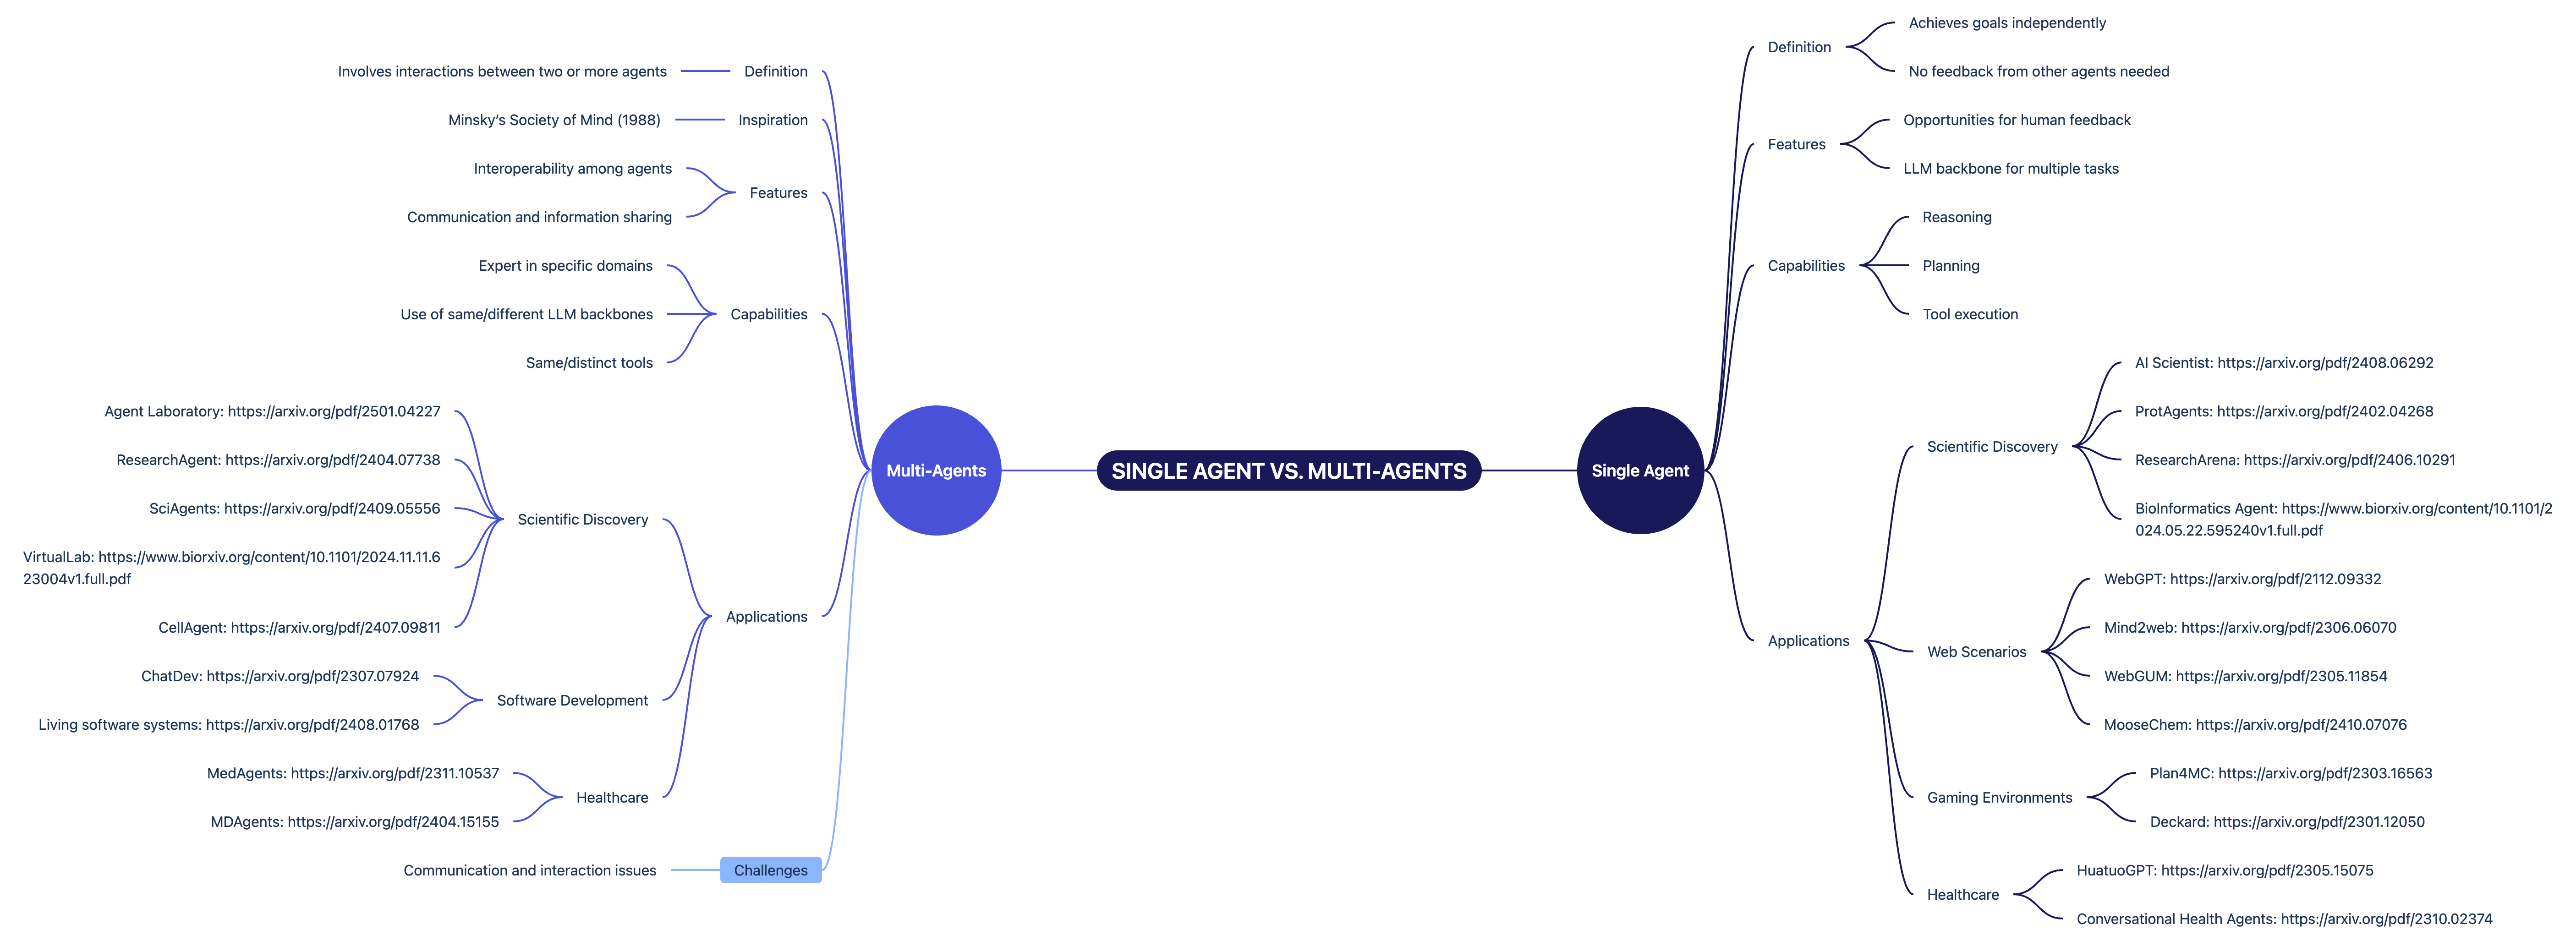 SINGLE AGENT VS. MULTI-AGENTS
Multi-Agents
Definition
Involves interactions between two or more agents
Inspiration
Minsky’s Society of Mind (1988)
Features
Interoperability among agents
Communication and information sharing
Capabilities
Expert in specific domains
Use of same/different LLM backbones
Same/distinct tools
Applications
Scientific Discovery
Agent Laboratory: https://arxiv.org/pdf/2501.04227
ResearchAgent: https://arxiv.org/pdf/2404.07738
SciAgents: https://arxiv.org/pdf/2409.05556
VirtualLab: https://www.biorxiv.org/content/10.1101/2024.11.11.6
23004v1.full.pdf
CellAgent: https://arxiv.org/pdf/2407.09811
Software Development
ChatDev: https://arxiv.org/pdf/2307.07924
Living software systems: https://arxiv.org/pdf/2408.01768
Healthcare
MedAgents: https://arxiv.org/pdf/2311.10537
MDAgents: https://arxiv.org/pdf/2404.15155
Challenges
Communication and interaction issues
Single Agent
Definition
Achieves goals independently
No feedback from other agents needed
Features
Opportunities for human feedback
LLM backbone for multiple tasks
Capabilities
Reasoning
Planning
Tool execution
Applications
Scientific Discovery
AI Scientist: https://arxiv.org/pdf/2408.06292
ProtAgents: https://arxiv.org/pdf/2402.04268
ResearchArena: https://arxiv.org/pdf/2406.10291
BioInformatics Agent: https://www.biorxiv.org/content/10.1101/2
024.05.22.595240v1.full.pdf
Web Scenarios
WebGPT: https://arxiv.org/pdf/2112.09332
Mind2web: https://arxiv.org/pdf/2306.06070
WebGUM: https://arxiv.org/pdf/2305.11854
MooseChem: https://arxiv.org/pdf/2410.07076
Gaming Environments
Plan4MC: https://arxiv.org/pdf/2303.16563
Deckard: https://arxiv.org/pdf/2301.12050
Healthcare
HuatuoGPT: https://arxiv.org/pdf/2305.15075
Conversational Health Agents: https://arxiv.org/pdf/2310.02374